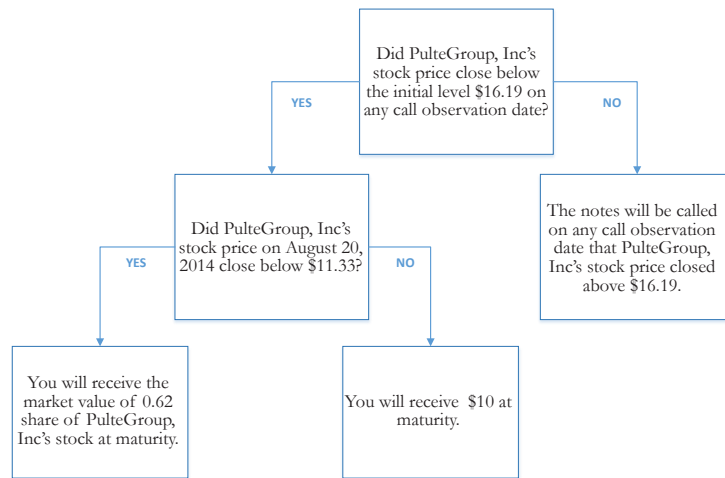 Did PulteGroup, Inc's
stock price close below
the initial level $16.19 on
any call observation date?
YES
NO
Did PulteGroup, Inc's
stock price on August 20,
2014 close below $11.33?
The notes will be called
on any call observation
date that PulteGroup,
Inc's stock price closed
above $16.19.
YES
NO
You will receive the
market value of 0.62
share of PulteGroup,
Inc's stock at maturity.
You will receive $10 at
maturity.